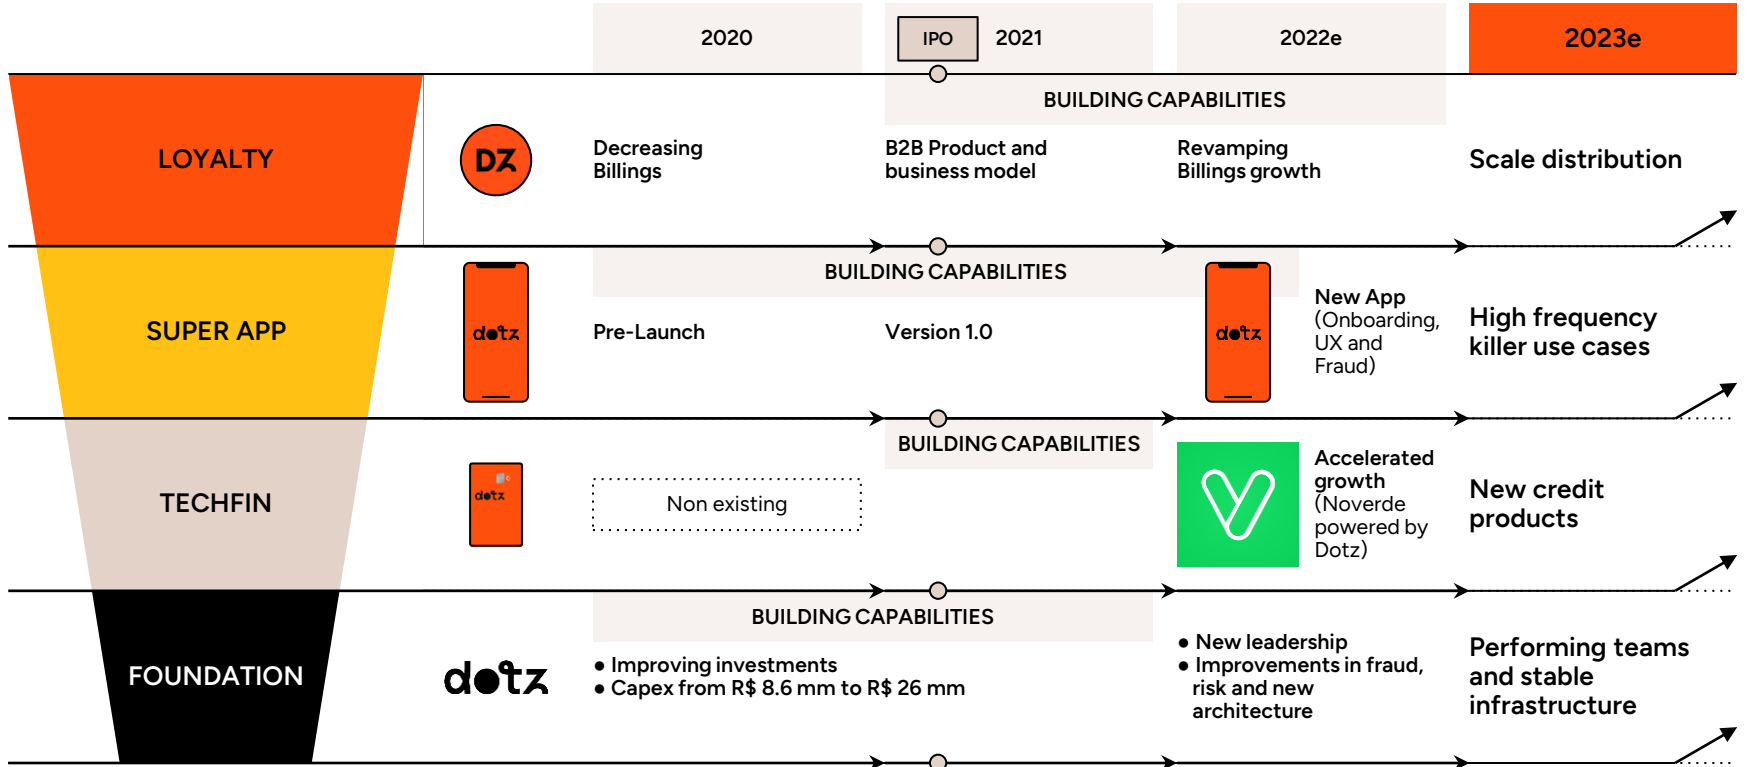 2020
IPO
2021
2022e
2023e
BUILDING CAPABILITIES
LOYALTY
DZ
Decreasing
Billings
B2B Product and
business model
Revamping
Billings growth
Scale distribution
BUILDING CAPABILITIES
SUPER APP
dotz
Pre-Launch
Version 1.0
dotz
New App
(Onboarding,
UX and
Fraud)
High frequency
killer use cases
BUILDING CAPABILITIES
TECHFIN
dotz
Non existing
Accelerated
growth
(Noverde
powered by
Dotz)
New credit
products
BUILDING CAPABILITIES
FOUNDATION
dotz
● Improving investments
● Capex from R$ 8.6 mm to R$ 26 mm
● New leadership
● Improvements in fraud,
risk and new
architecture
Performing teams
and stable
infrastructure